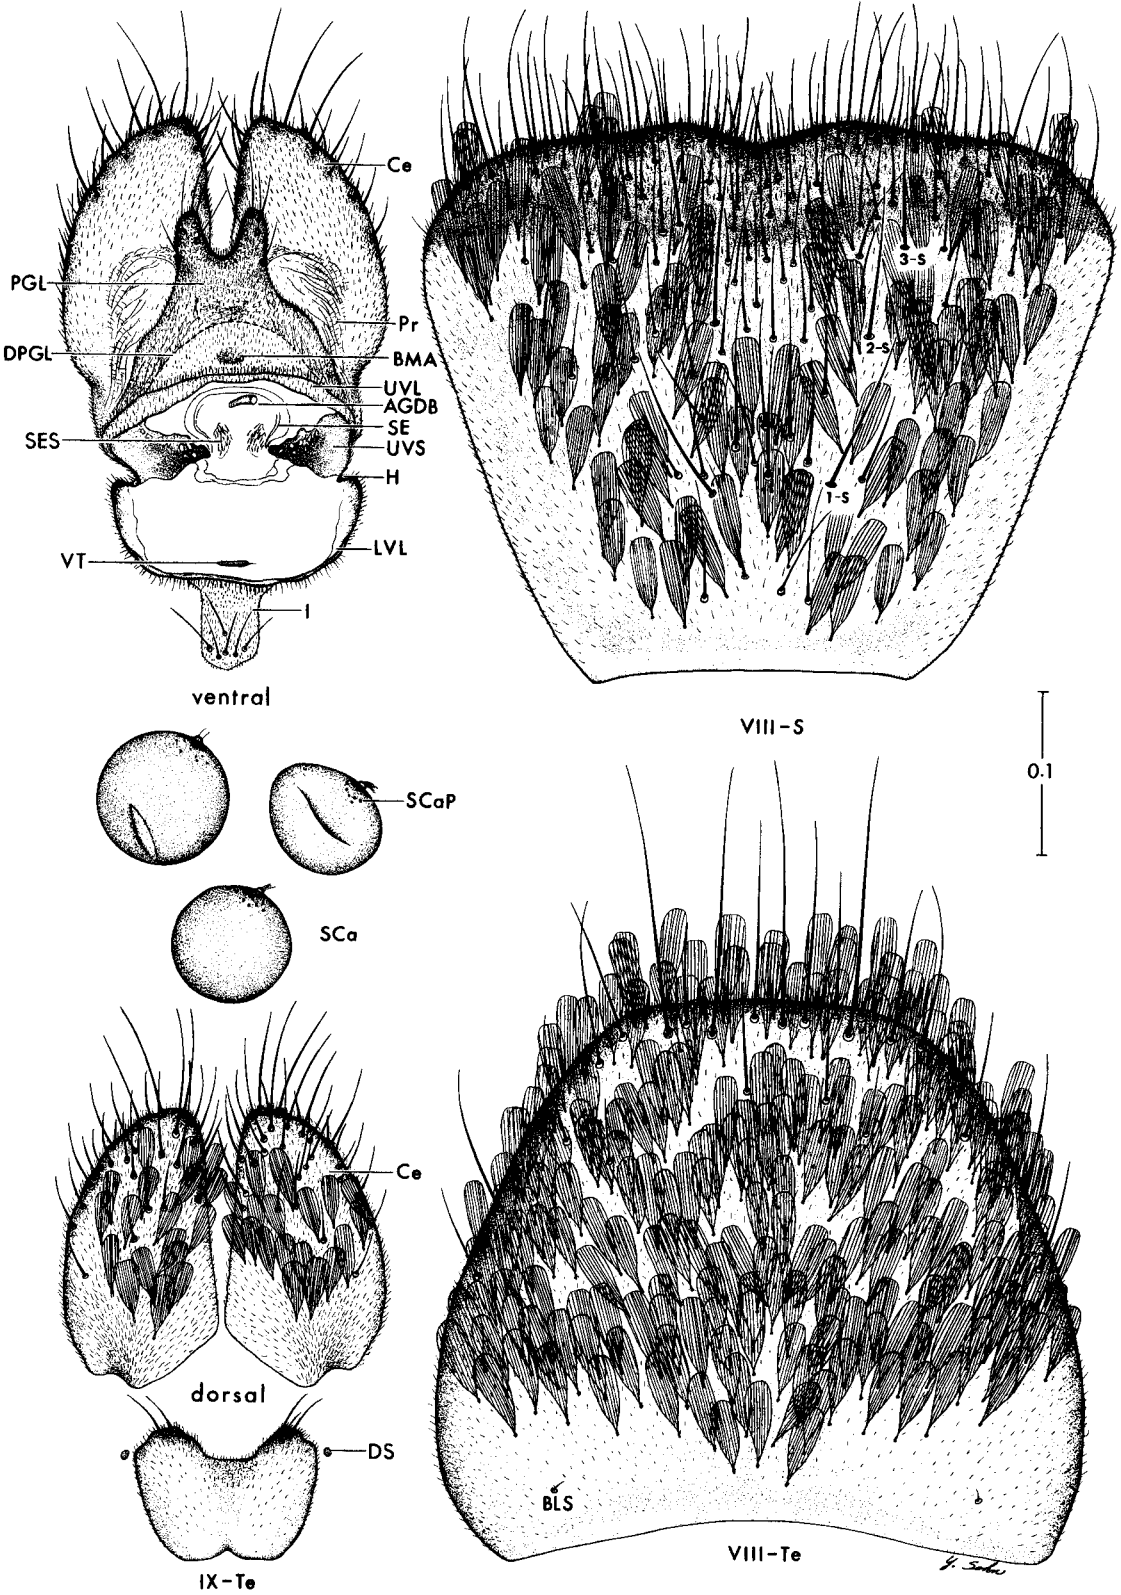 Ce
PGL
Pr
DPGL
BMA
UVL
AGDB
SE
SES
UVS
H
LVL
VT
I
ventral
3-S
2-S
1-S
VIII-S
0.1
SCaP
SCa
Ce
dorsal
DS
IX-Te
BLS
VIII-Te
Y. Sohn